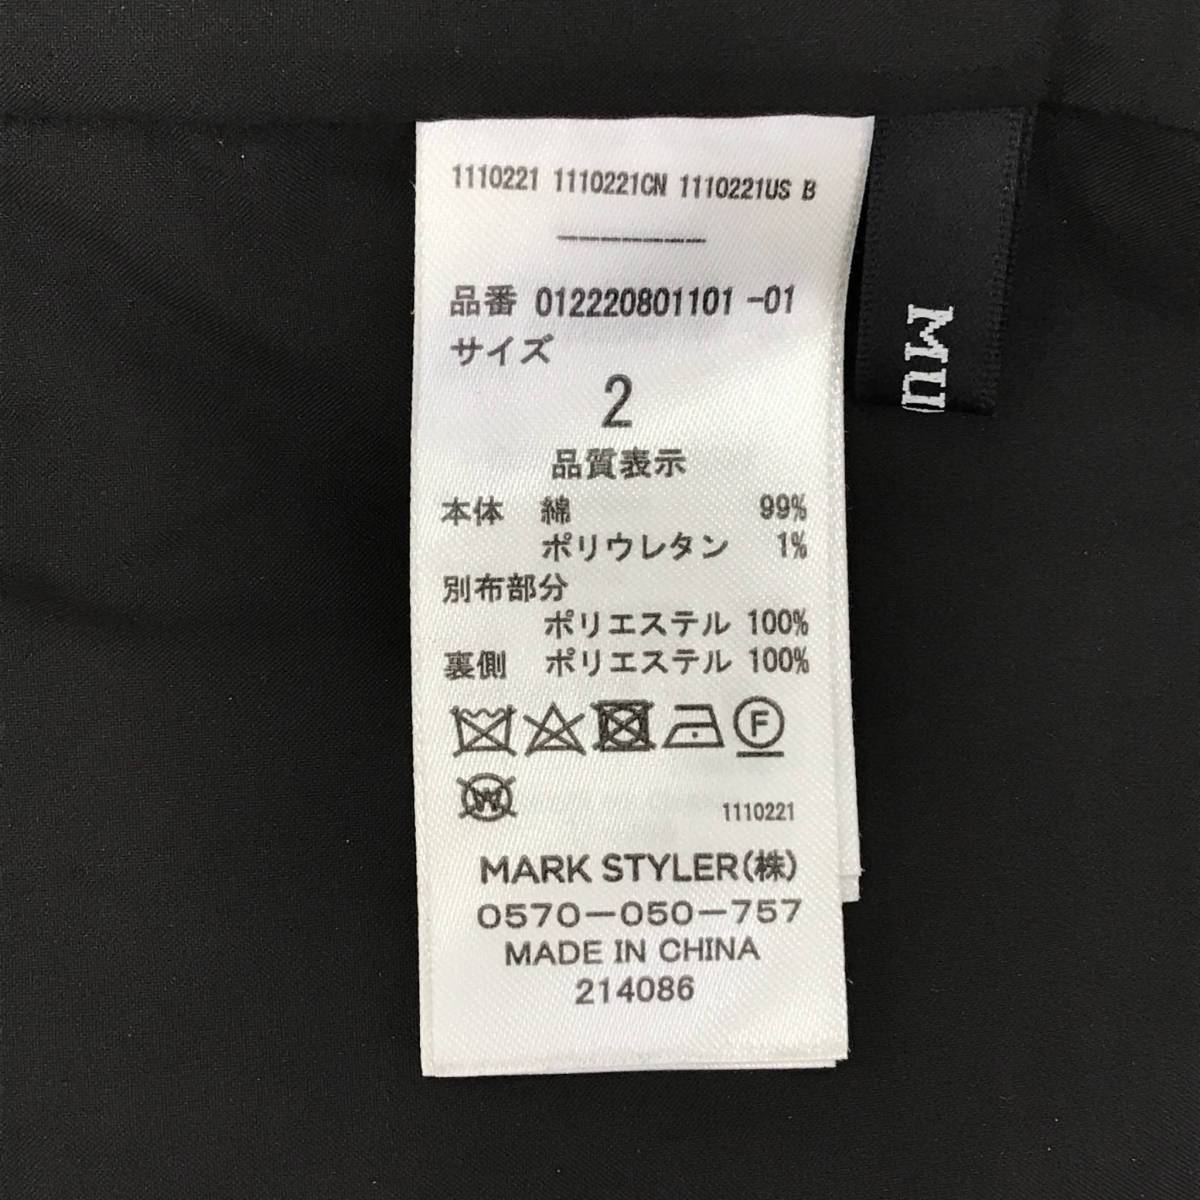 1110221 1110221CN 1110221US B
----------
品番 012220801101 -01
サイズ
2
品質表示
本体 綿 99%
ポリウレタン 1%
別布部分
ポリエステル 100%
裏側 ポリエステル 100%
F
W
1110221
MARK STYLER(株)
0570-050-757
MADE IN CHINA
214086
MU